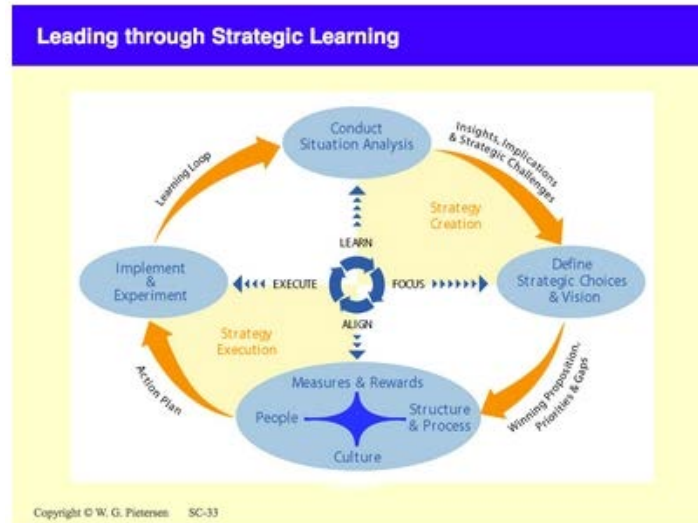 Leading through Strategic Learning
Conduct
Situation Analysis
Insights, Implications
& Strategic Challenges
Learning Loop
Strategy
Creation
LEARN
Implement
&
Experiment
EXECUTE
FOCUS
Define
Strategic Choices
& Vision
ALIGN
Strategy
Execution
Action Plan
Winning Proposition,
Priorities & Gaps
Measures & Rewards
People
Structure
& Process
Culture
Copyright © W. G. Pietersen SC-33